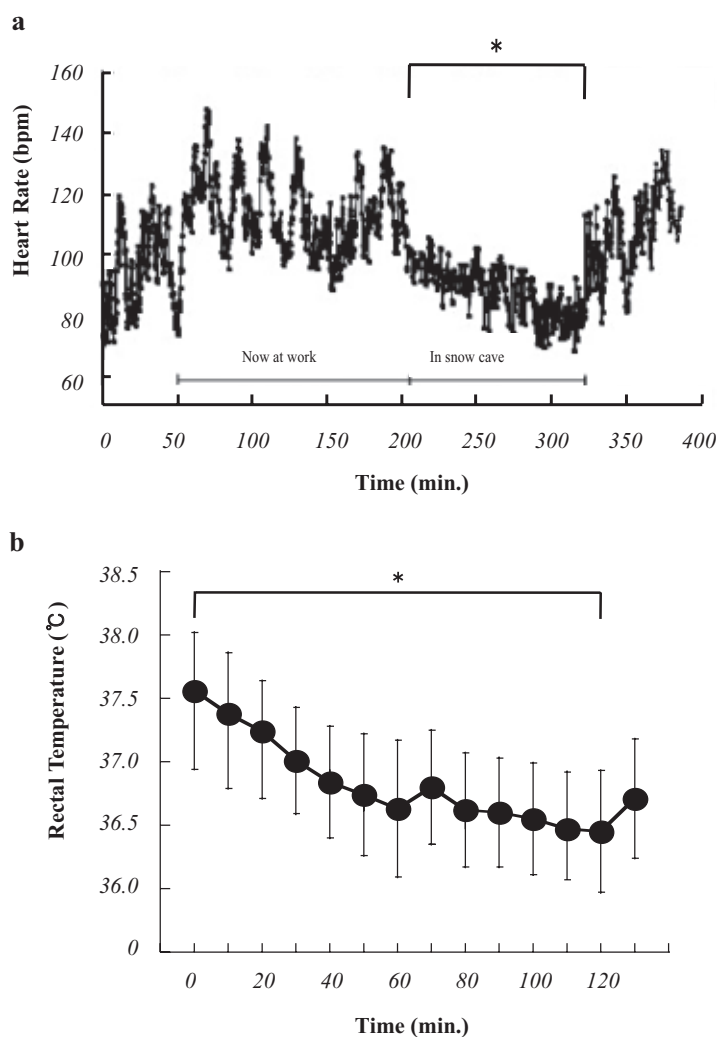 a
*
160
140
120
100
80
60
Heart Rate (bpm)
Now at work
In snow cave
0 50 100 150 200 250 300 350 400
Time (min.)
b
*
38.5
38.0
37.5
37.0
36.5
36.0
0
Rectal Temperature (℃)
0 20 40 60 80 100 120
Time (min.)